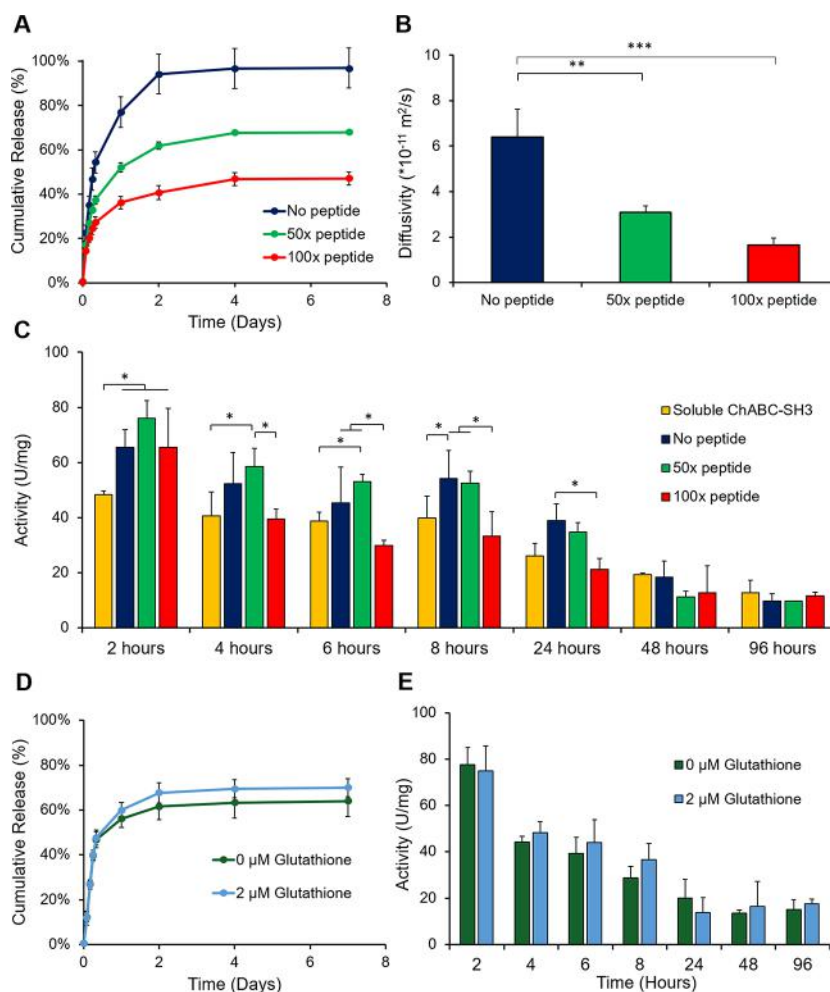 A
Cumulative Release (%)
100%
80%
60%
40%
20%
0%
0
2
4
6
8
Time (Days)
No peptide
50x peptide
100x peptide
B
Diffusivity (*10⁻¹¹ m²/s)
10
8
6
4
2
0
***
**
No peptide
50x peptide
100x peptide
C
Activity (U/mg)
100
80
60
40
20
0
*
*
*
*
*
*
*
*
Soluble ChABC-SH3
No peptide
50x peptide
100x peptide
2 hours
4 hours
6 hours
8 hours
24 hours
48 hours
96 hours
D
Cumulative Release (%)
100%
80%
60%
40%
20%
0%
0
2
4
6
8
Time (Days)
0 µM Glutathione
2 µM Glutathione
E
Activity (U/mg)
100
80
60
40
20
0
0 µM Glutathione
2 µM Glutathione
2
4
6
8
24
48
96
Time (Hours)